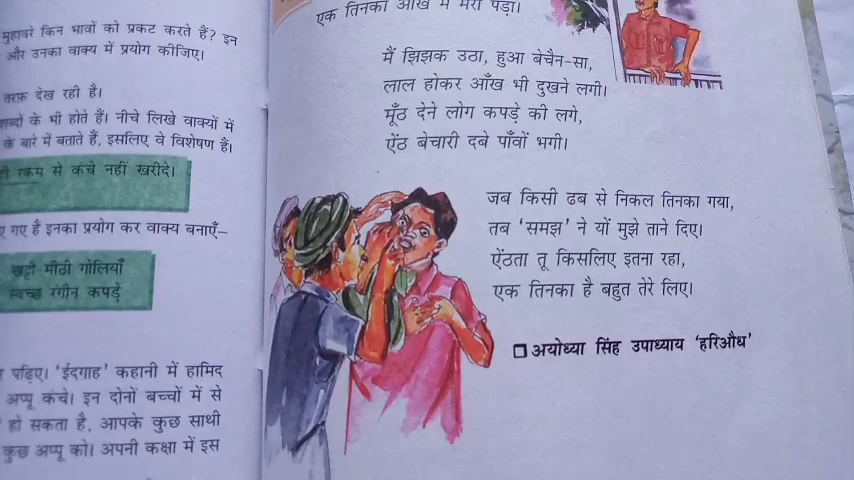 मुहावरे किन भावों को प्रकट करते हैं? इन
और उनका वाक्य में प्रयोग कीजिए।
तरफ़ देख रही है।
शब्दों के भी होते हैं। नीचे लिखे वाक्यों में
के बारे में बताते हैं, इसलिए वे विशेषण हैं।
रकम से कंचे नहीं खरीदे।
गए हैं इनका प्रयोग कर वाक्य बनाएँ–
खट्टी मीठी गोलियाँ
स्वच्छ रंगीन कपड़े
पढ़िए। 'ईदगाह' कहानी में हामिद
अप्पू कंचे। इन दोनों बच्चों में से
हो सकता है, आपके कुछ साथी
कुछ अप्पू को। अपनी कक्षा में इस
एक तिनका आँख में मेरी पड़ा।
मैं झिझक उठा, हुआ बेचैन-सा,
लाल होकर आँख भी दुखने लगी।
मूँठ देने लोग कपड़े की लगे,
ऐंठ बेचारी दबे पाँवों भगी।
जब किसी ढब से निकल तिनका गया,
तब 'समझ' ने यों मुझे ताने दिए।
ऐंठता तू किसलिए इतना रहा,
एक तिनका है बहुत तेरे लिए।
□ अयोध्या सिंह उपाध्याय 'हरिऔध'